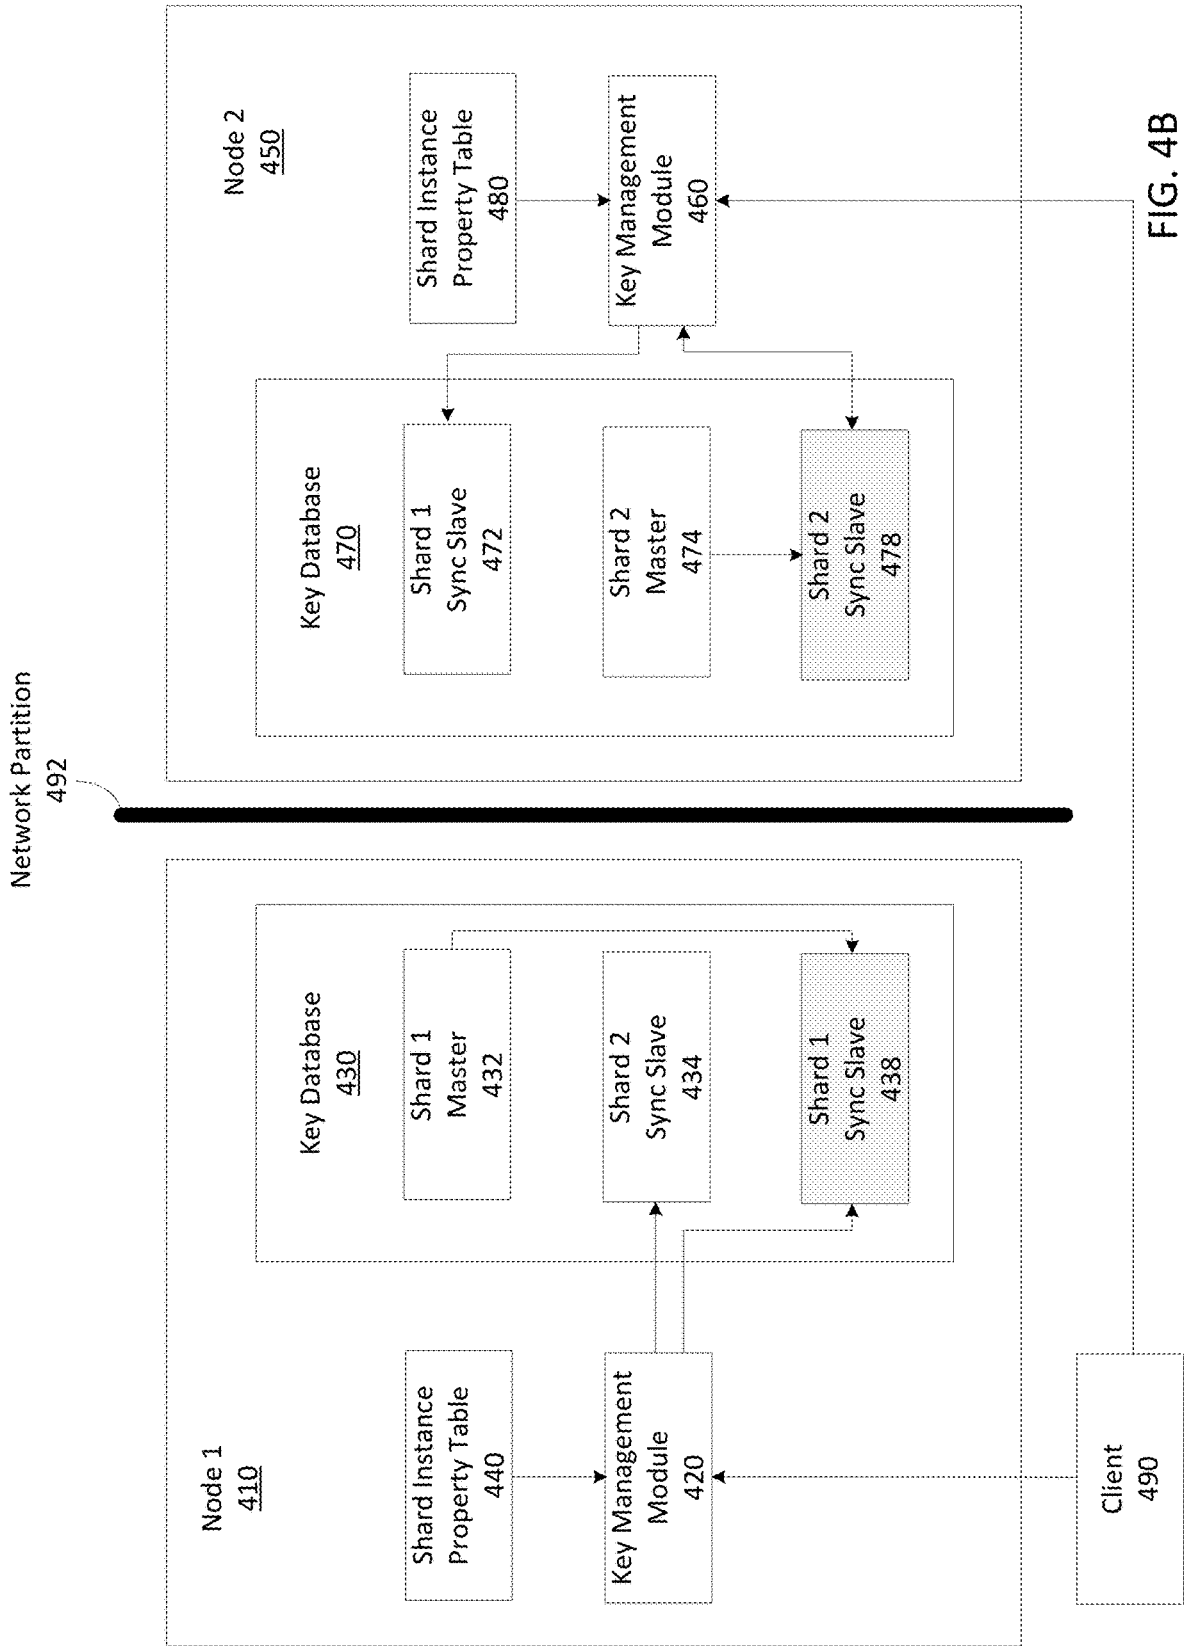 Network Partition
492
Node 1
410
Shard Instance
Property Table
440
Key Management
Module
420
Key Database
430
Shard 1
Master
432
Shard 2
Sync Slave
434
Shard 1
Sync Slave
438
Node 2
450
Key Database
470
Shard 1
Sync Slave
472
Shard 2
Master
474
Shard 2
Sync Slave
478
Shard Instance
Property Table
480
Key Management
Module
460
Client
490
FIG. 4B